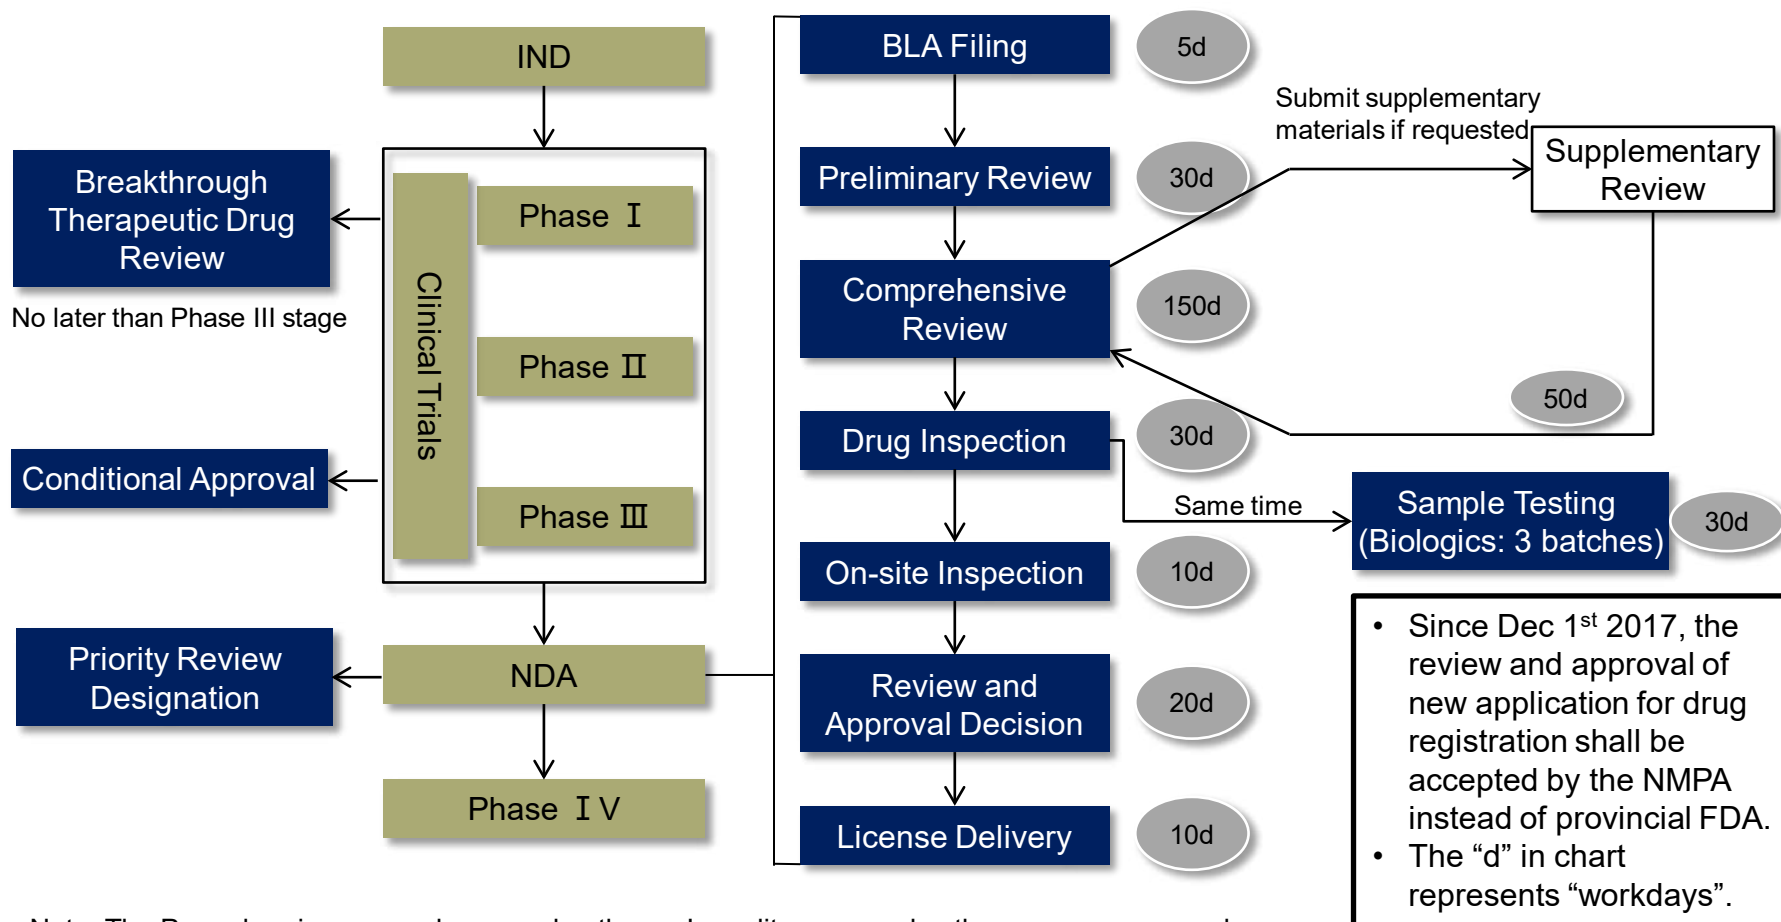 IND
Breakthrough
Therapeutic Drug
Review
No later than Phase III stage
Conditional Approval
Clinical Trials
Phase Ⅰ
Phase Ⅱ
Phase Ⅲ
Priority Review
Designation
NDA
Phase Ⅰ V
BLA Filing
5d
Preliminary Review
30d
Comprehensive
Review
150d
Submit supplementary
materials if requested
Supplementary
Review
50d
Drug Inspection
30d
Same time
Sample Testing
(Biologics: 3 batches)
30d
On-site Inspection
10d
Review and
Approval Decision
20d
License Delivery
10d
• Since Dec 1st 2017, the
review and approval of
new application for drug
registration shall be
accepted by the NMPA
instead of provincial FDA.
• The “d” in chart
represents “workdays”.